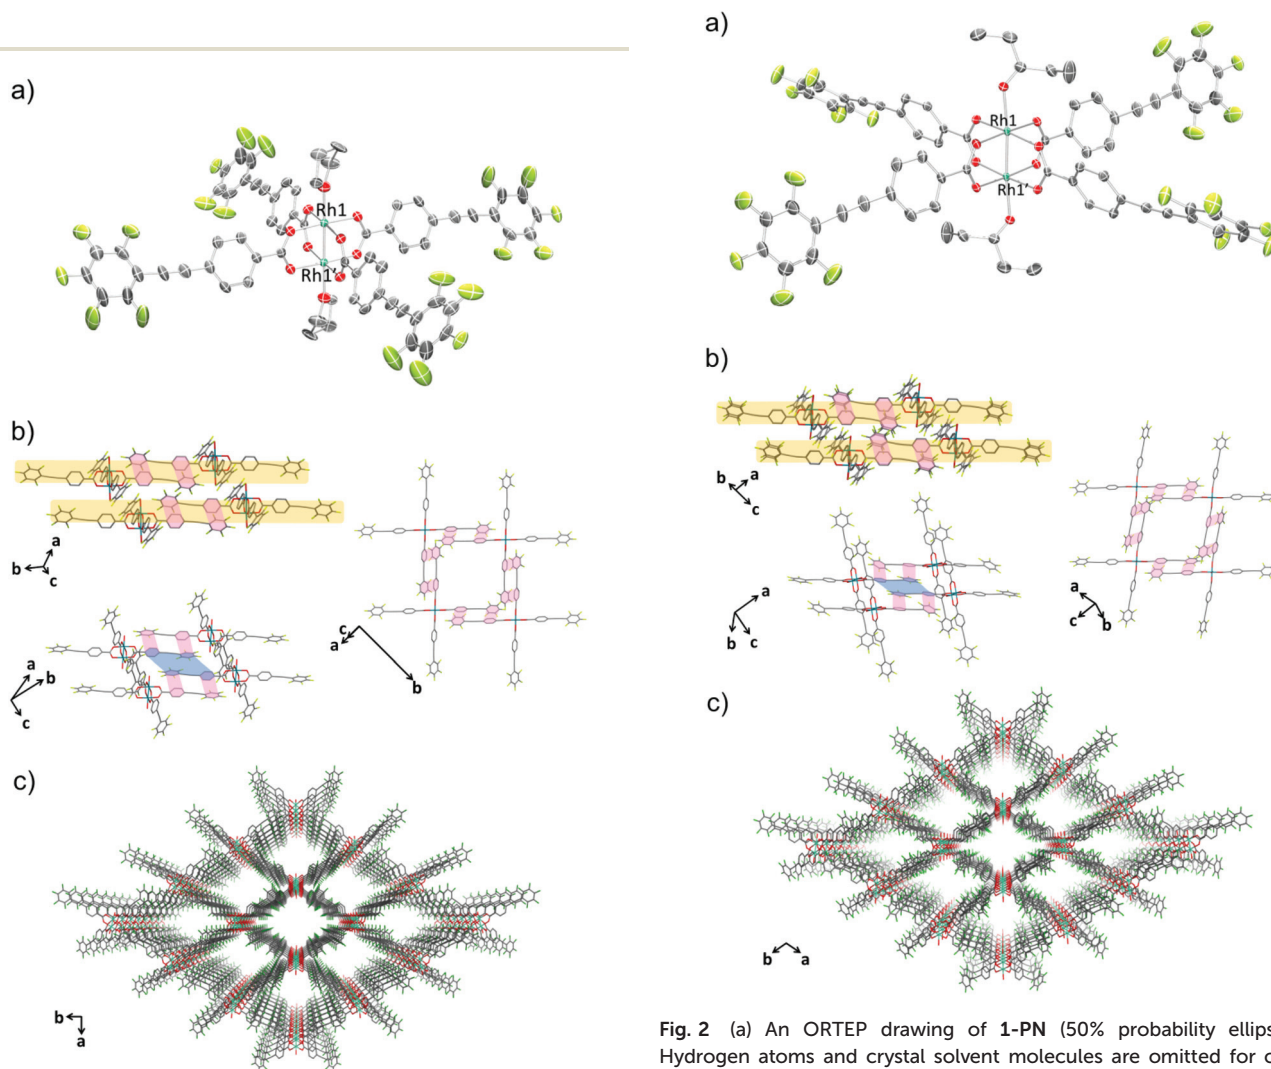 a)
Rh1
Rh1'
b)
a
b
c
a
b
c
c
a
b
c)
b
a
a)
Rh1
Rh1'
b)
b
a
c
a
b
c
a
c
b
c)
b
a
Fig. 2 (a) An ORTEP drawing of 1-PN (50% probability ellips
Hydrogen atoms and crystal solvent molecules are omitted for c